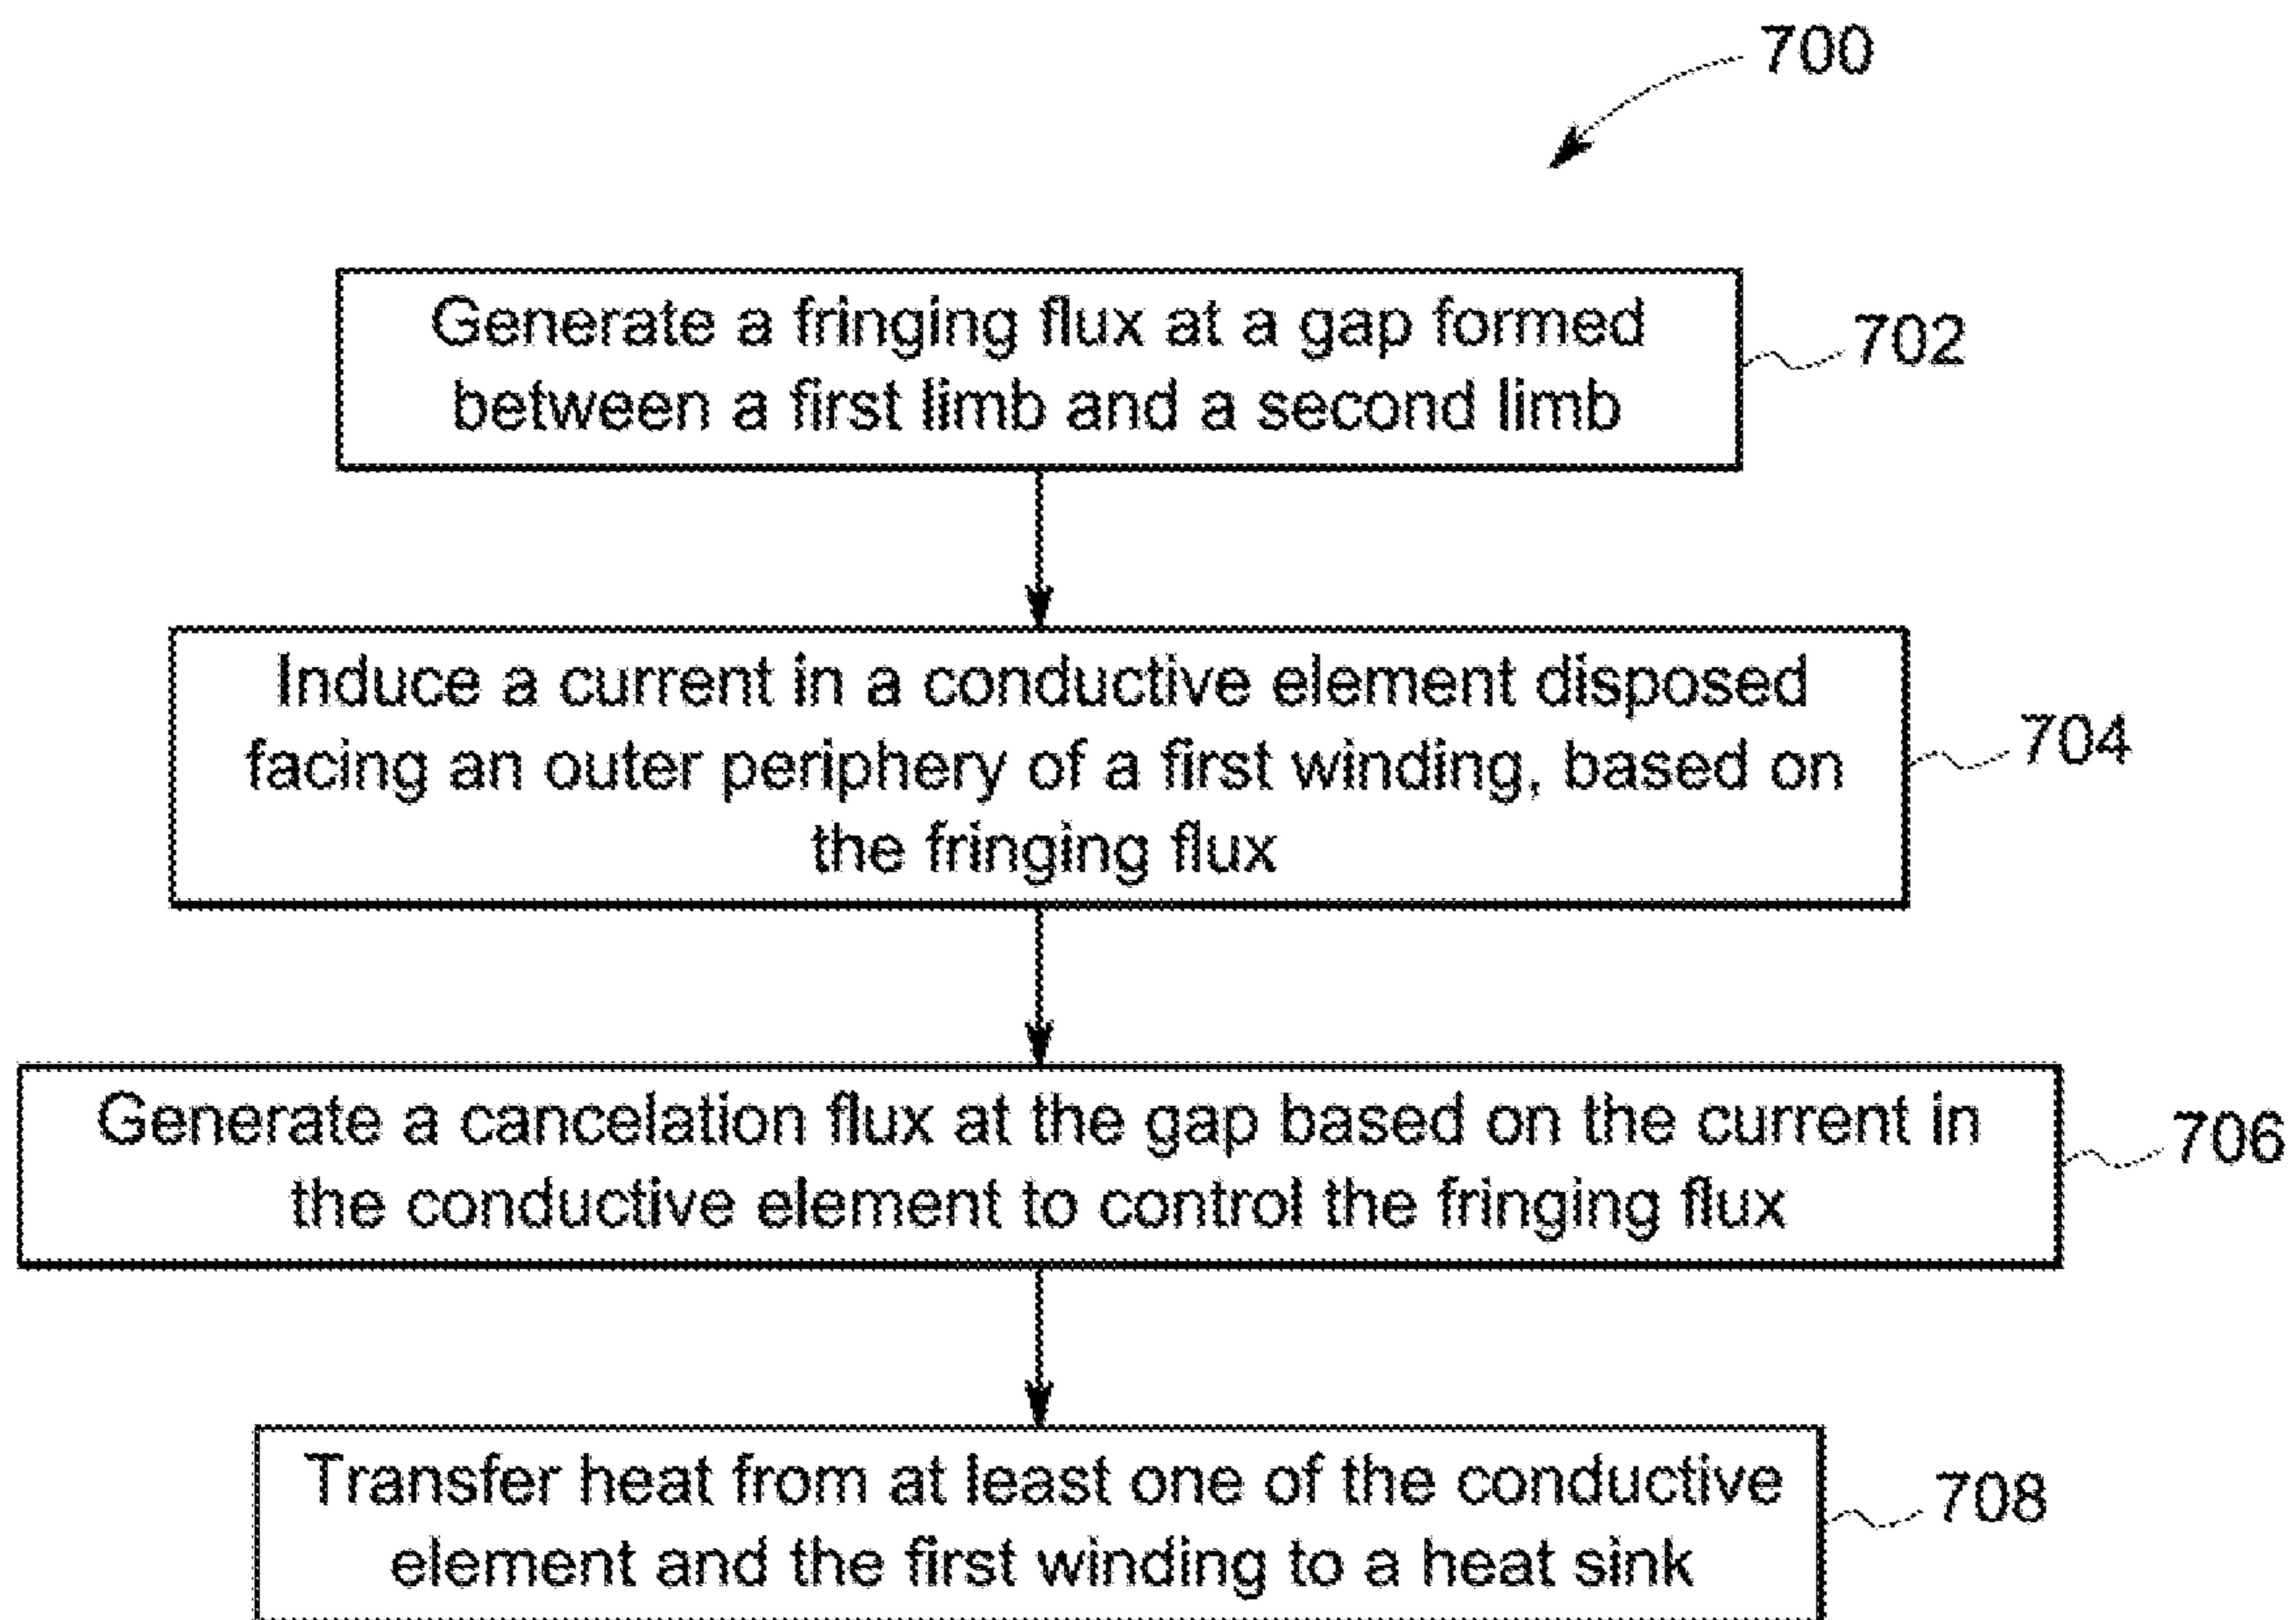 700
Generate a fringing flux at a gap formed
between a first limb and a second limb
702
Induce a current in a conductive element disposed
facing an outer periphery of a first winding, based on
the fringing flux
704
Generate a cancelation flux at the gap based on the current in
the conductive element to control the fringing flux
706
Transfer heat from at least one of the conductive
element and the first winding to a heat sink
708